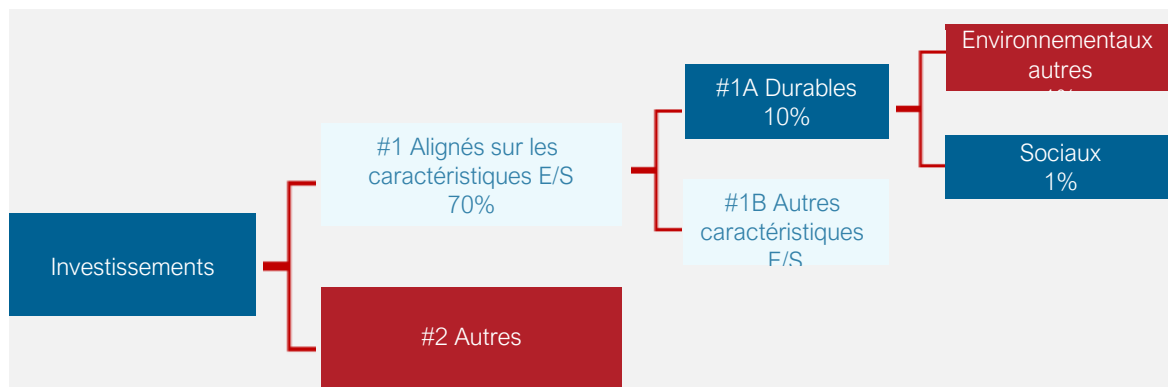 Investissements
#1 Alignés sur les
caractéristiques E/S
70%
#2 Autres
#1A Durables
10%
#1B Autres
caractéristiques
E/S
Environnementaux
autres
Sociaux
1%